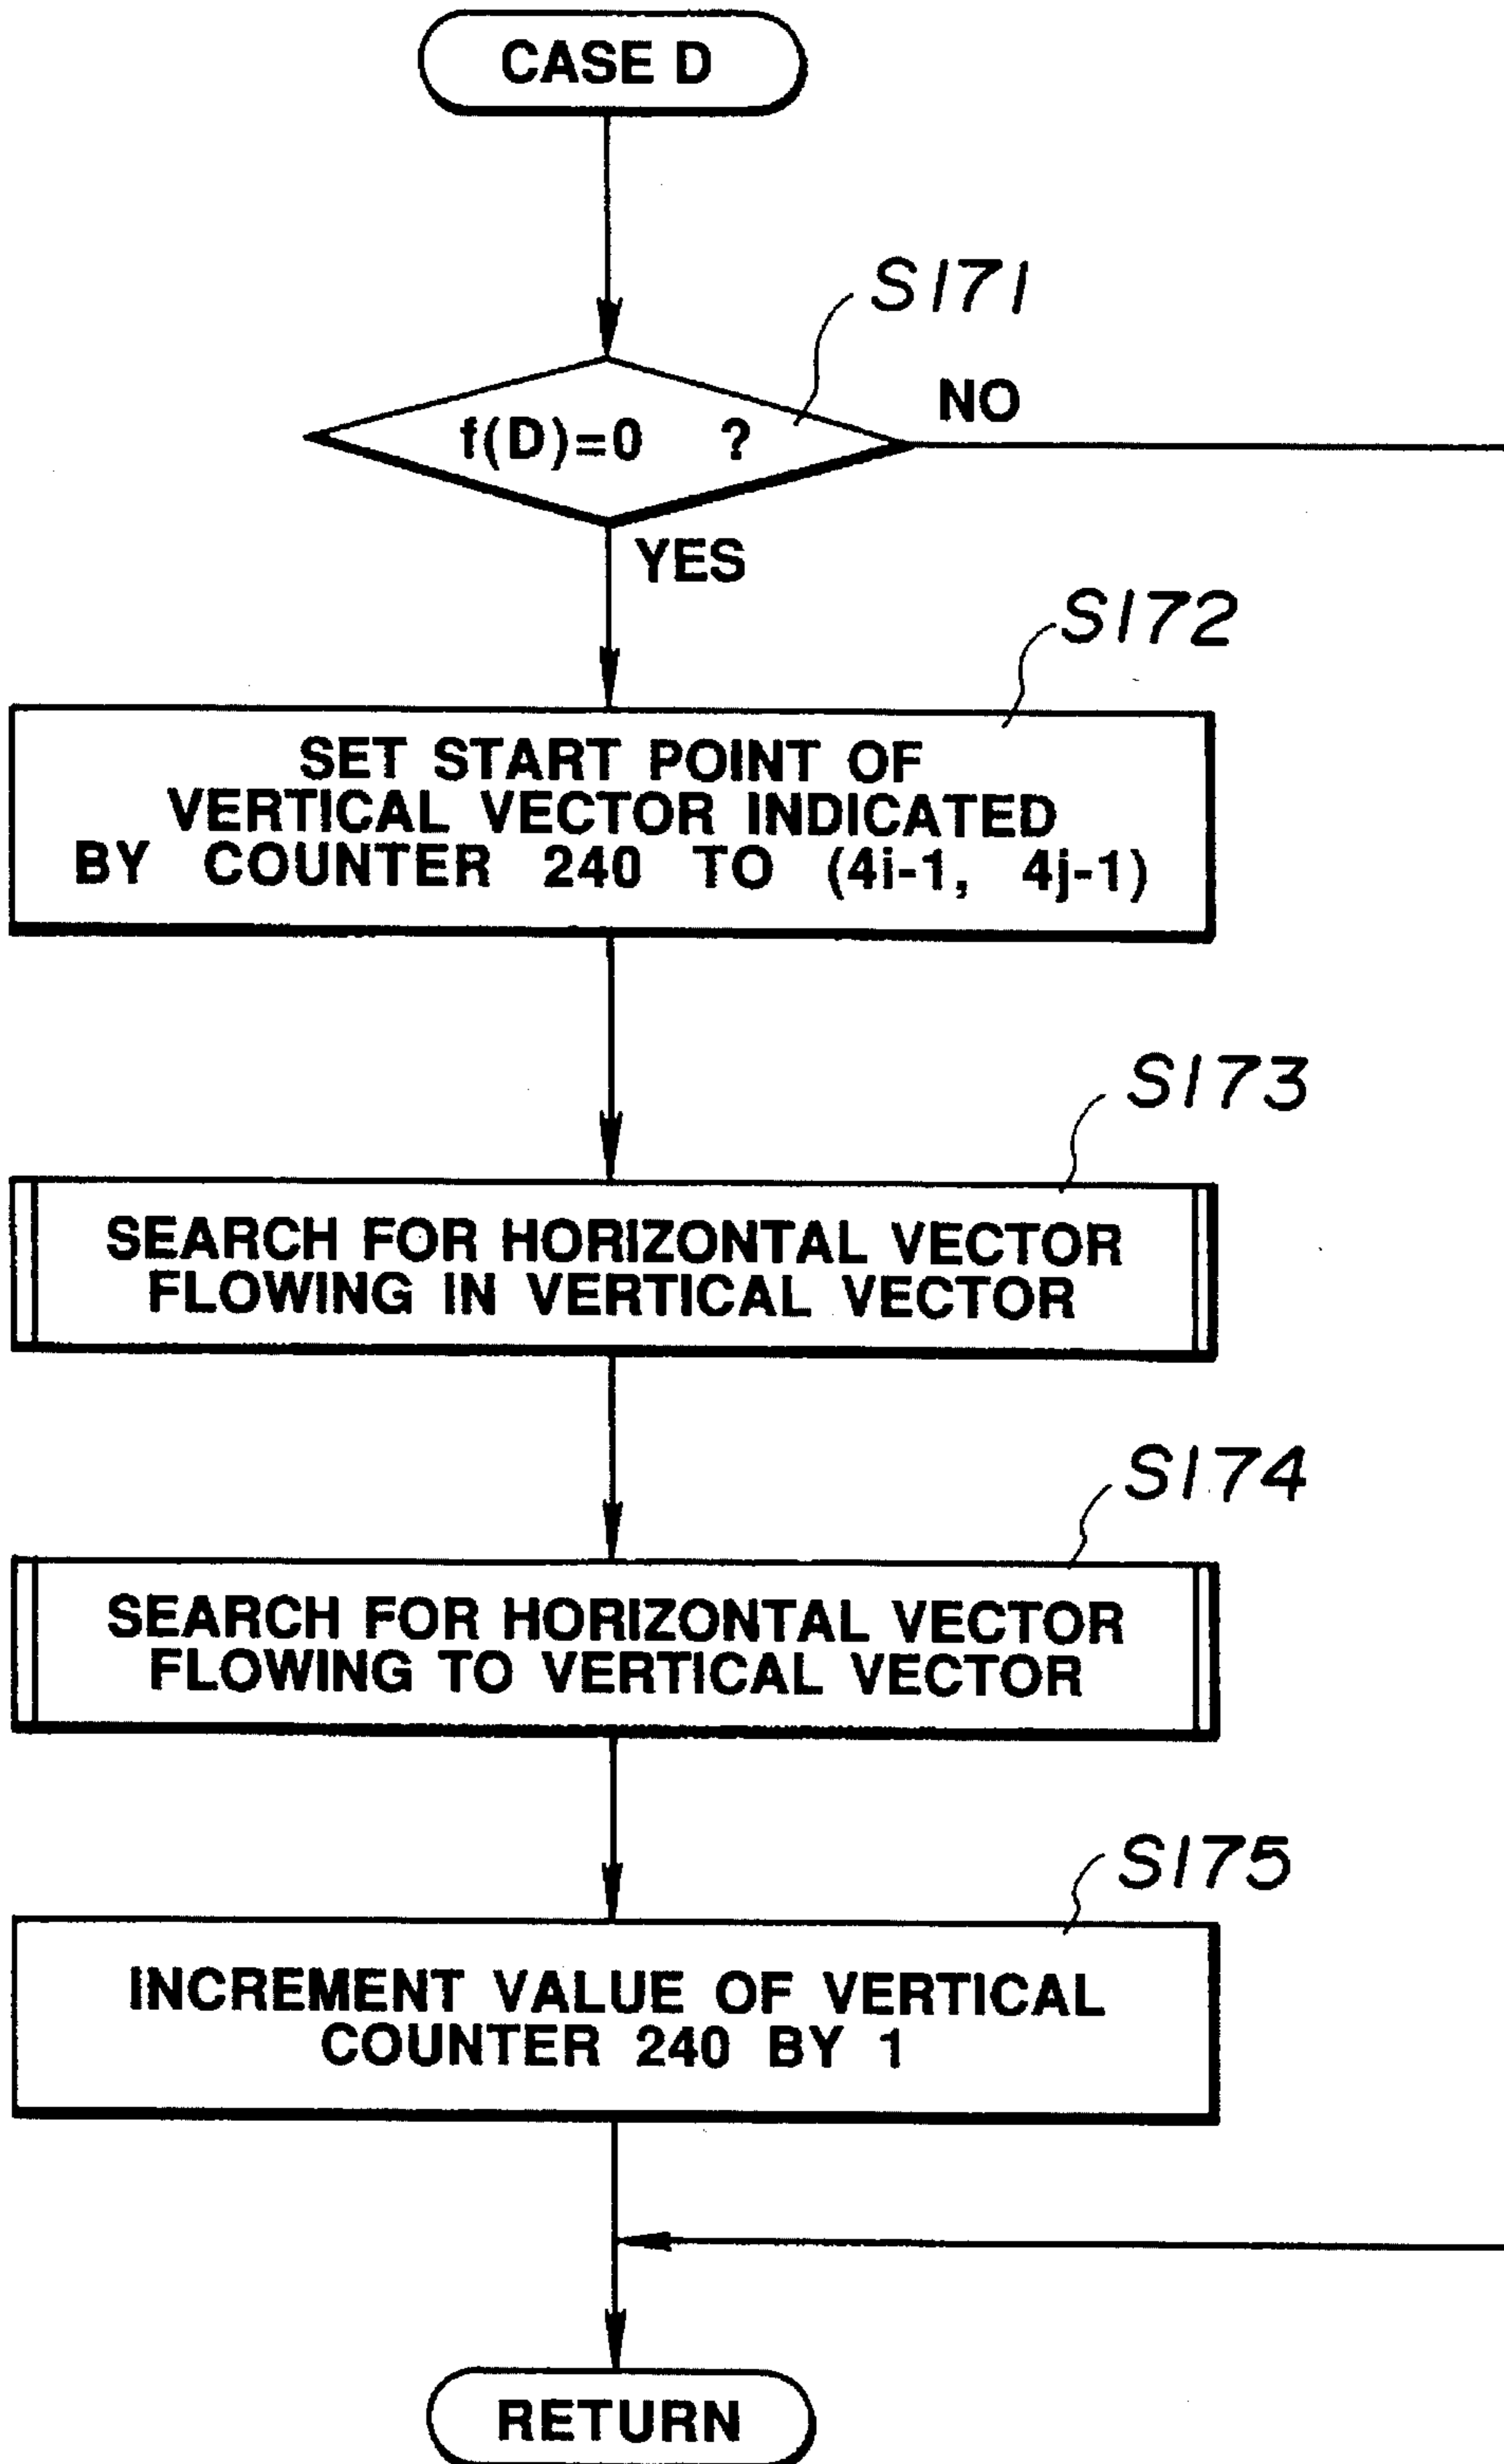 CASE D
S171
f(D)=0 ?
NO
YES
S172
SET START POINT OF
VERTICAL VECTOR INDICATED
BY COUNTER 240 TO (4i-1, 4j-1)
S173
SEARCH FOR HORIZONTAL VECTOR
FLOWING IN VERTICAL VECTOR
S174
SEARCH FOR HORIZONTAL VECTOR
FLOWING TO VERTICAL VECTOR
S175
INCREMENT VALUE OF VERTICAL
COUNTER 240 BY 1
RETURN